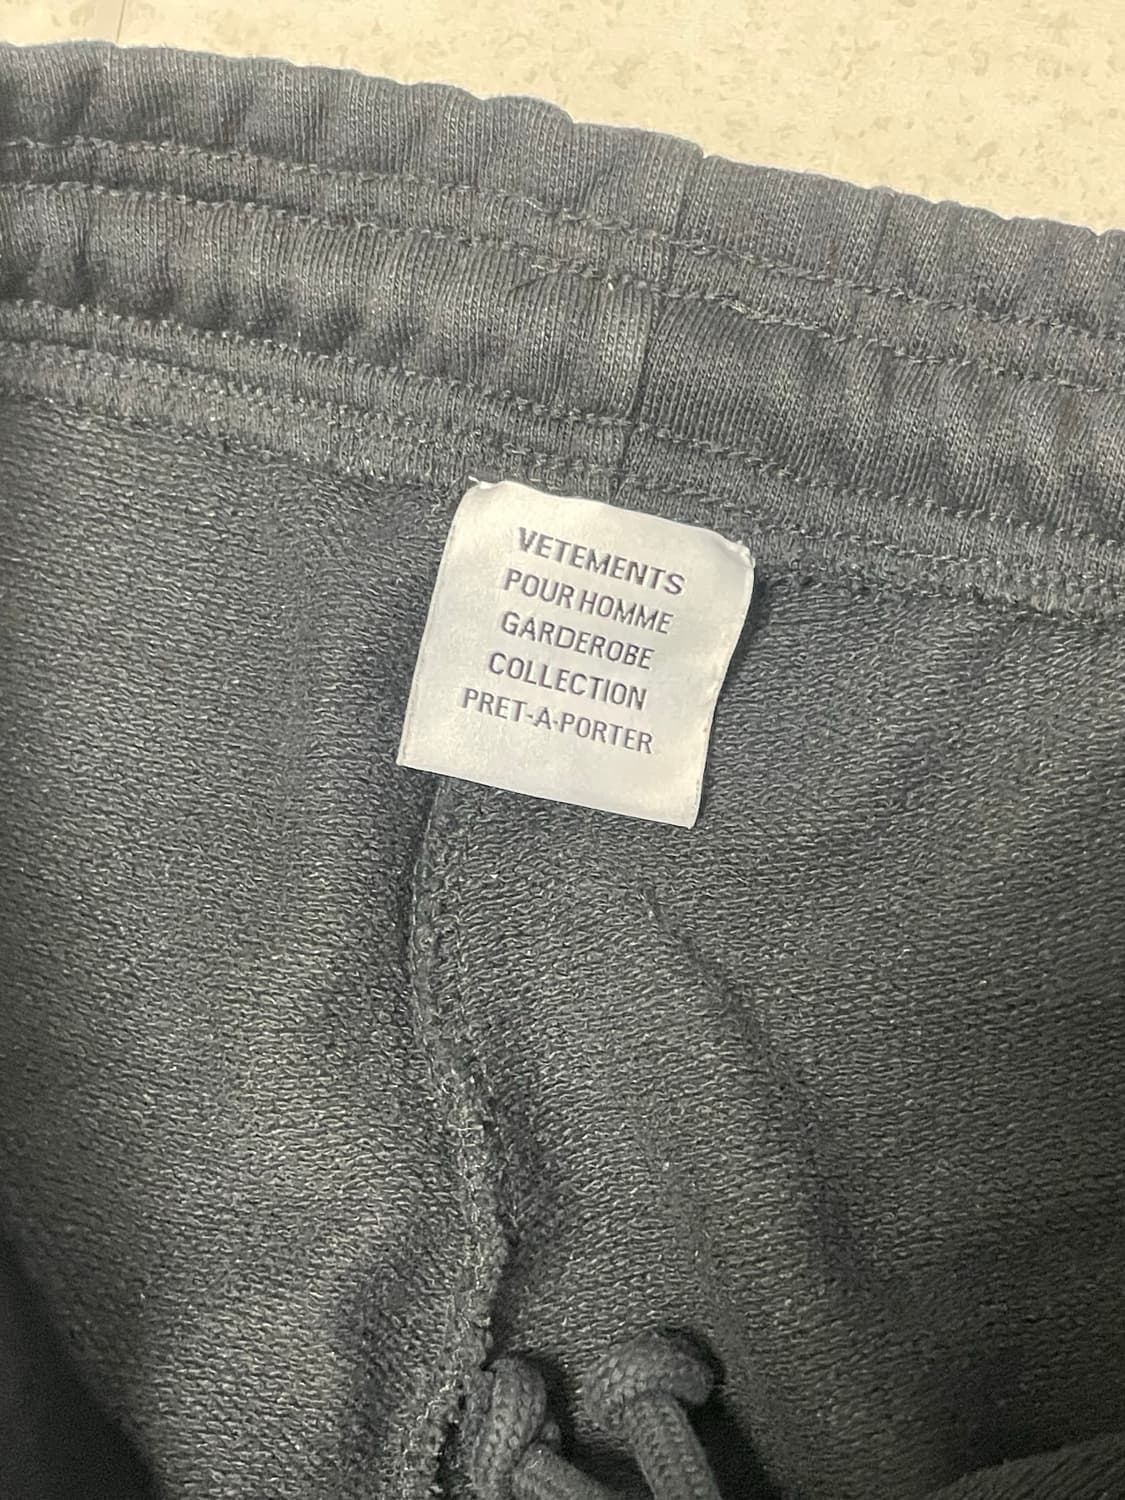 VETEMENTS
POUR HOMME
GARDEROBE
COLLECTION
PRET-A-PORTER